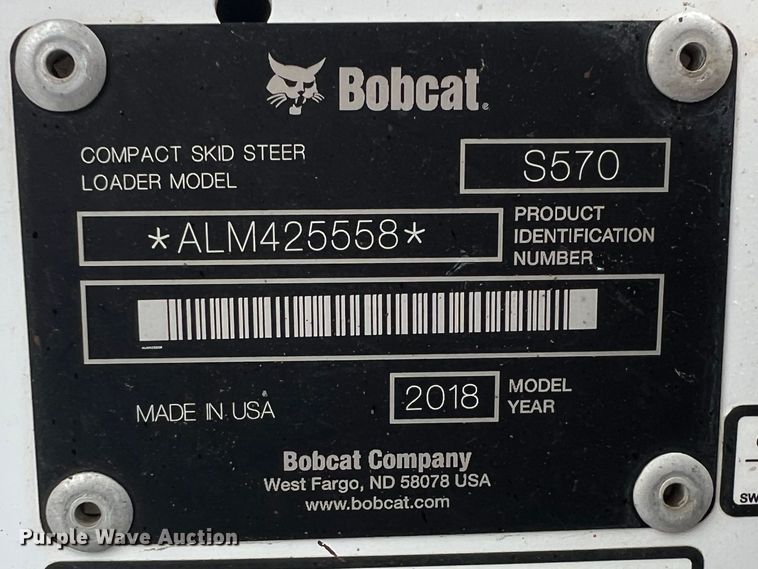 Bobcat®
COMPACT SKID STEER
LOADER MODEL
S570
*ALM425558*
PRODUCT
IDENTIFICATION
NUMBER
MADE IN USA
2018
MODEL
YEAR
Bobcat Company
West Fargo, ND 58078 USA
www.bobcat.com
SW
Purple Wave Auction